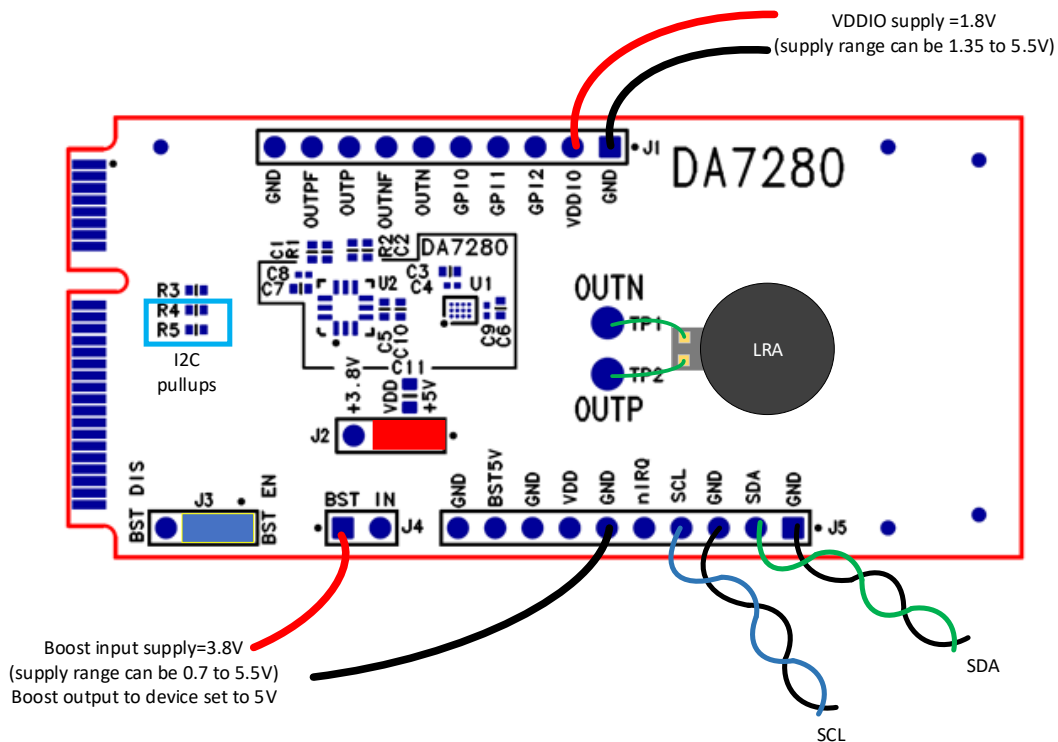 VDDIO supply =1.8V
(supply range can be 1.35 to 5.5V)
J1
DA7280
GND
OUTPF
OUTP
OUTNF
OUTN
GPI0
GPI1
GPI2
VDDIO
GND
C1
R1
R2
C2
DA7280
C8
C7
U2
C3
C4
U1
C5
C10
C9
C6
R3
R4
R5
I2C
pullups
OUTN
TP1
TP2
OUTP
LRA
C11
+3.8V
VDD
+5V
J2
BST DIS
J3
BST EN
BST IN
J4
GND
BST5V
GND
VDD
GND
nIRQ
SCL
GND
SDA
GND
J5
Boost input supply=3.8V
(supply range can be 0.7 to 5.5V)
Boost output to device set to 5V
SDA
SCL